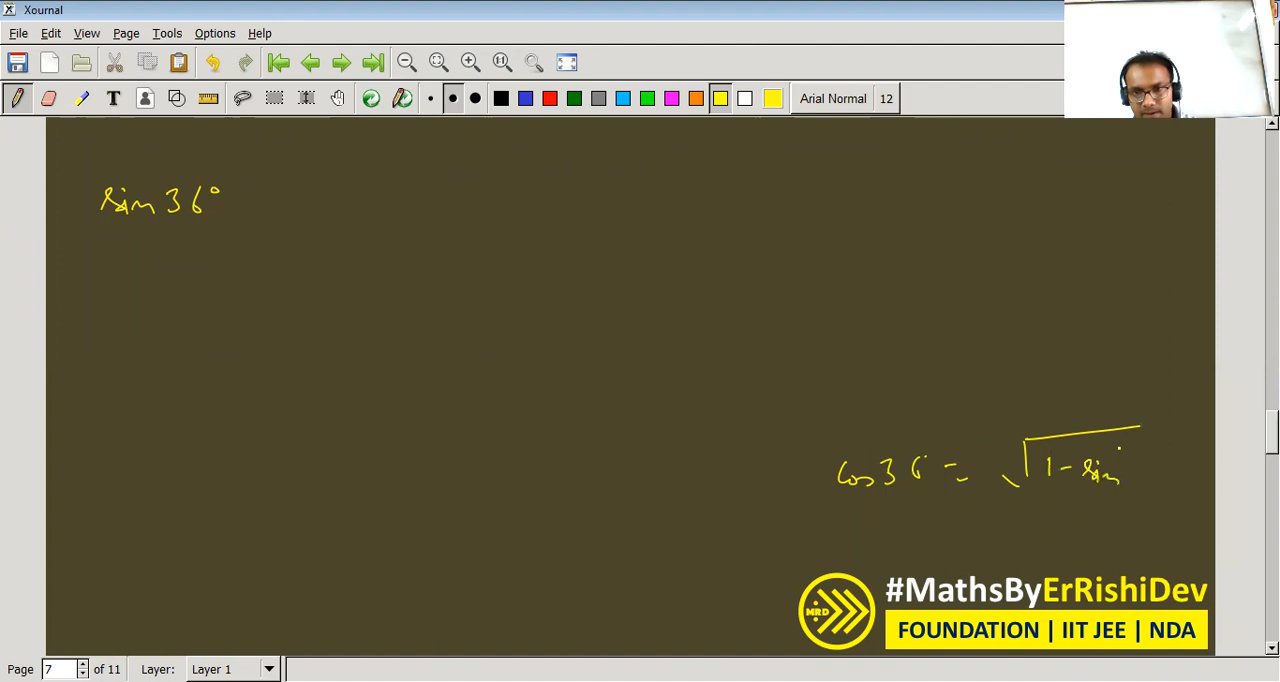 Xournal
File Edit View Page Tools Options Help
Arial Normal 12
sin 36°
cos 36° = √1 - sin
MRD
#MathsByErRishiDev
FOUNDATION | IIT JEE | NDA
Page 7 of 11 Layer: Layer 1